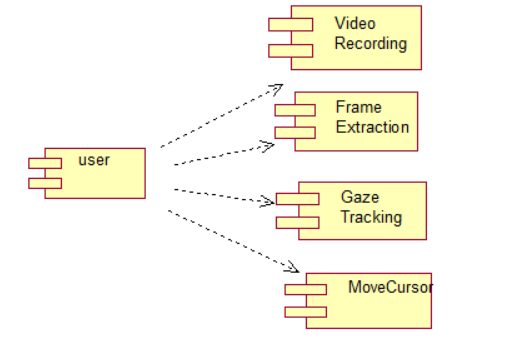 Video
Recording
Frame
Extraction
user
Gaze
Tracking
MoveCursor